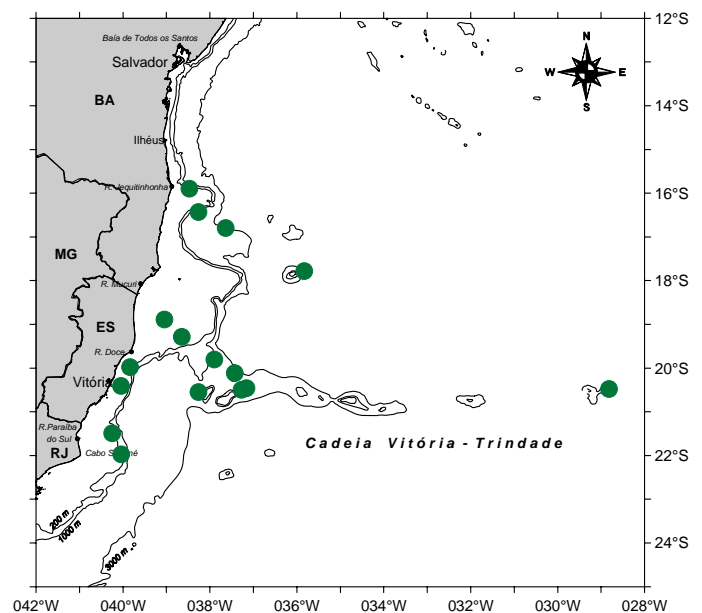 12°S
Baía de Todos os Santos
N
Salvador
W E
S
BA
14°S
Ilhéus
R. Jequitinhonha
16°S
MG
18°S
R. Mucuri
ES
R. Doce
20°S
Vitória
R.Paraíba
do Sul
Cadeia Vitória - Trindade
RJ
22°S
200 m
1000 m
3000 m
24°S
042°W 040°W 038°W 036°W 034°W 032°W 030°W 028°W